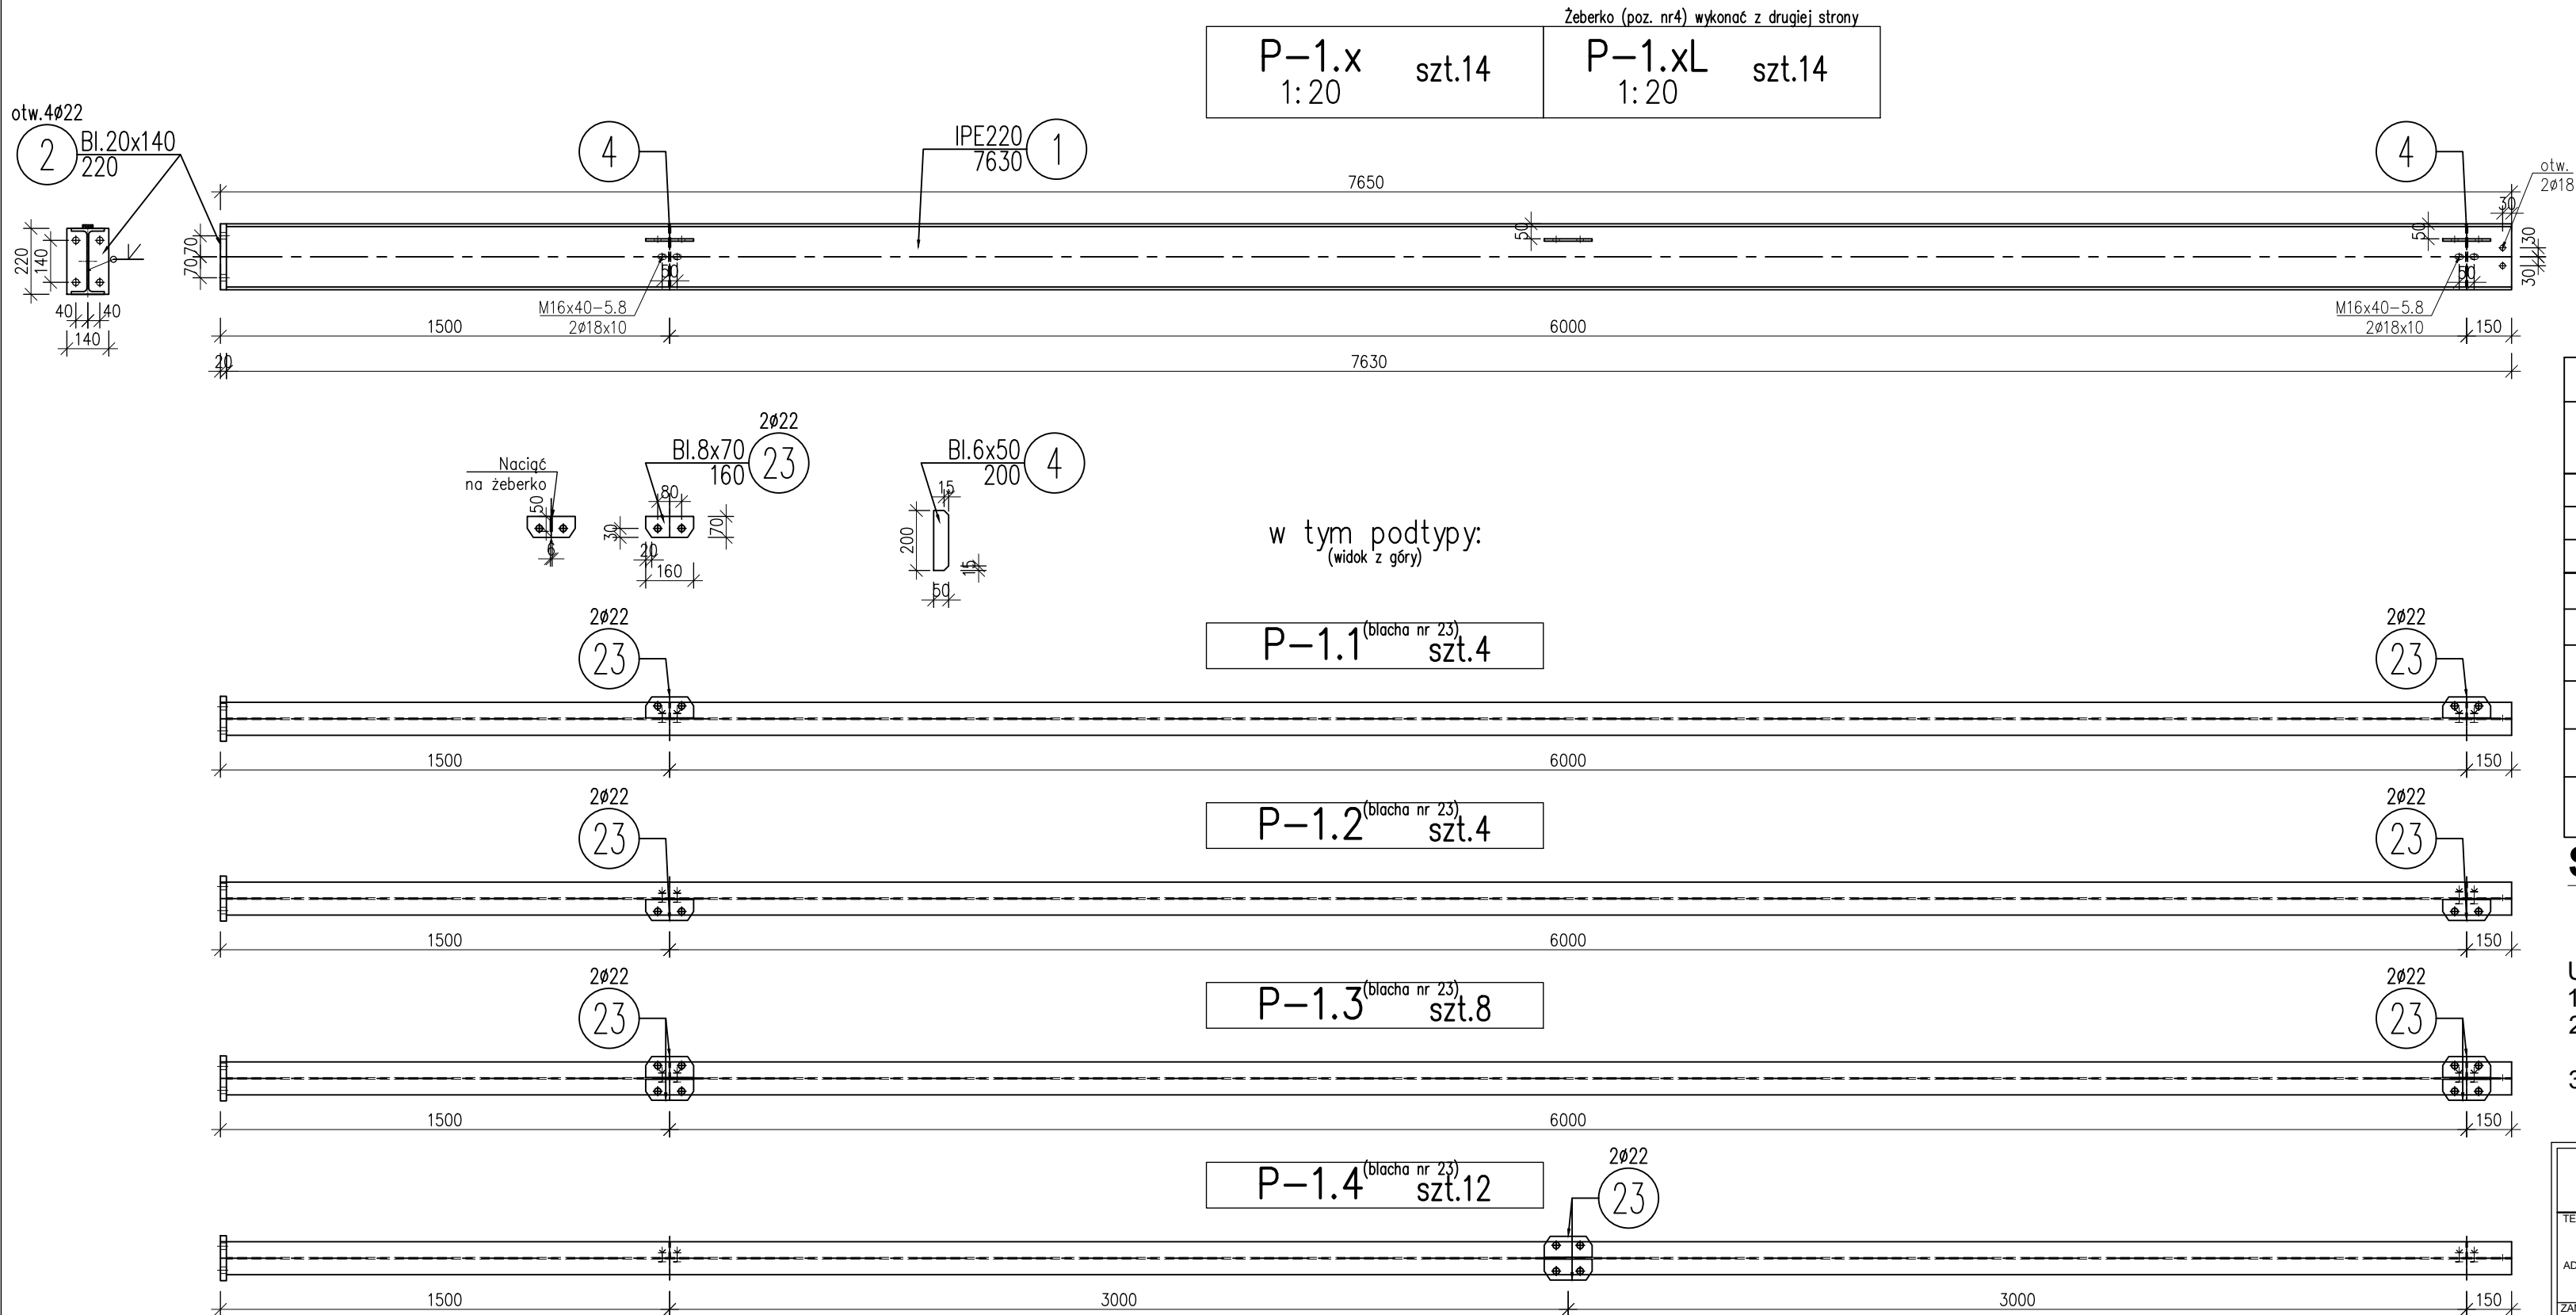 Żeberko (poz. nr4) wykonać z drugiej strony
P-1.x szt.14
1:20
P-1.xL szt.14
1:20
otw.4ø22
2
Bl.20x140
220
4
IPE220
7630
1
4
otw.
2ø18
7650
30
220
140
70
70
50
50
50
50
30
30
40
40
140
M16x40-5.8
2ø18x10
M16x40-5.8
2ø18x10
1500
6000
150
20
7630
Naciąć
na żeberko
50
6
2ø22
Bl.8x70
160
23
80
30
70
20
160
Bl.6x50
200
4
15
200
15
50
w tym podtypy:
(widok z góry)
P-1.1 (blacha nr 23) szt.4
2ø22
23
2ø22
23
1500
6000
150
P-1.2 (blacha nr 23) szt.4
2ø22
23
2ø22
23
1500
6000
150
P-1.3 (blacha nr 23) szt.8
2ø22
23
2ø22
23
1500
6000
150
P-1.4 (blacha nr 23) szt.12
2ø22
23
1500
3000
3000
150
1
2
3
TE
AD